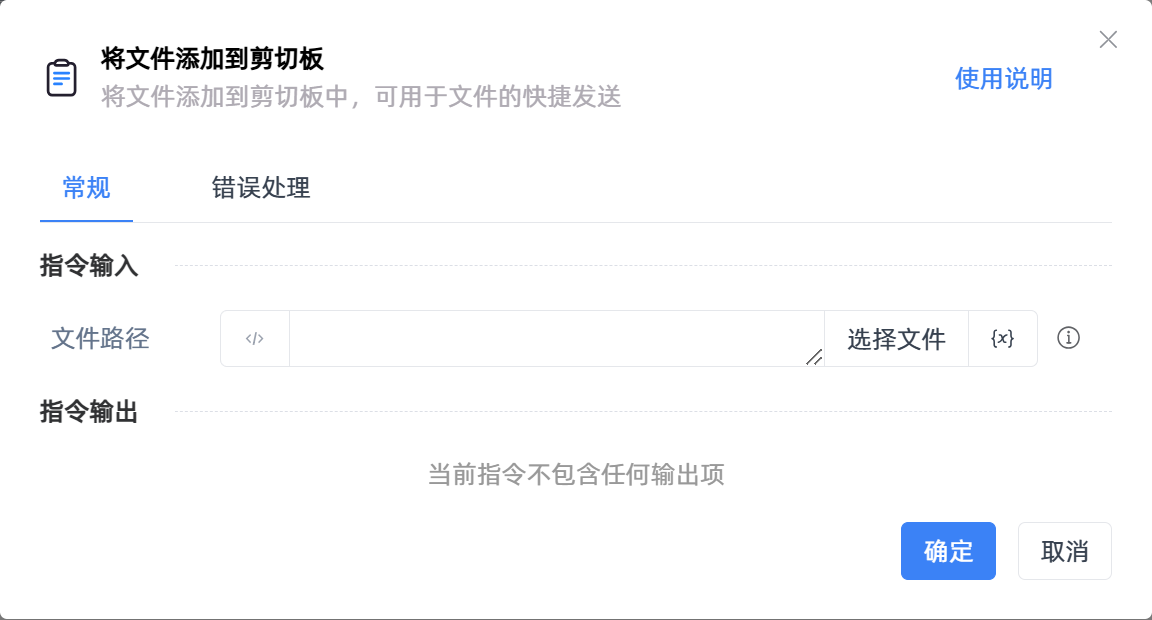 将文件添加到剪切板
将文件添加到剪切板中，可用于文件的快捷发送
使用说明
常规
错误处理
指令输入
文件路径
</>
选择文件
{x}
指令输出
当前指令不包含任何输出项
确定
取消